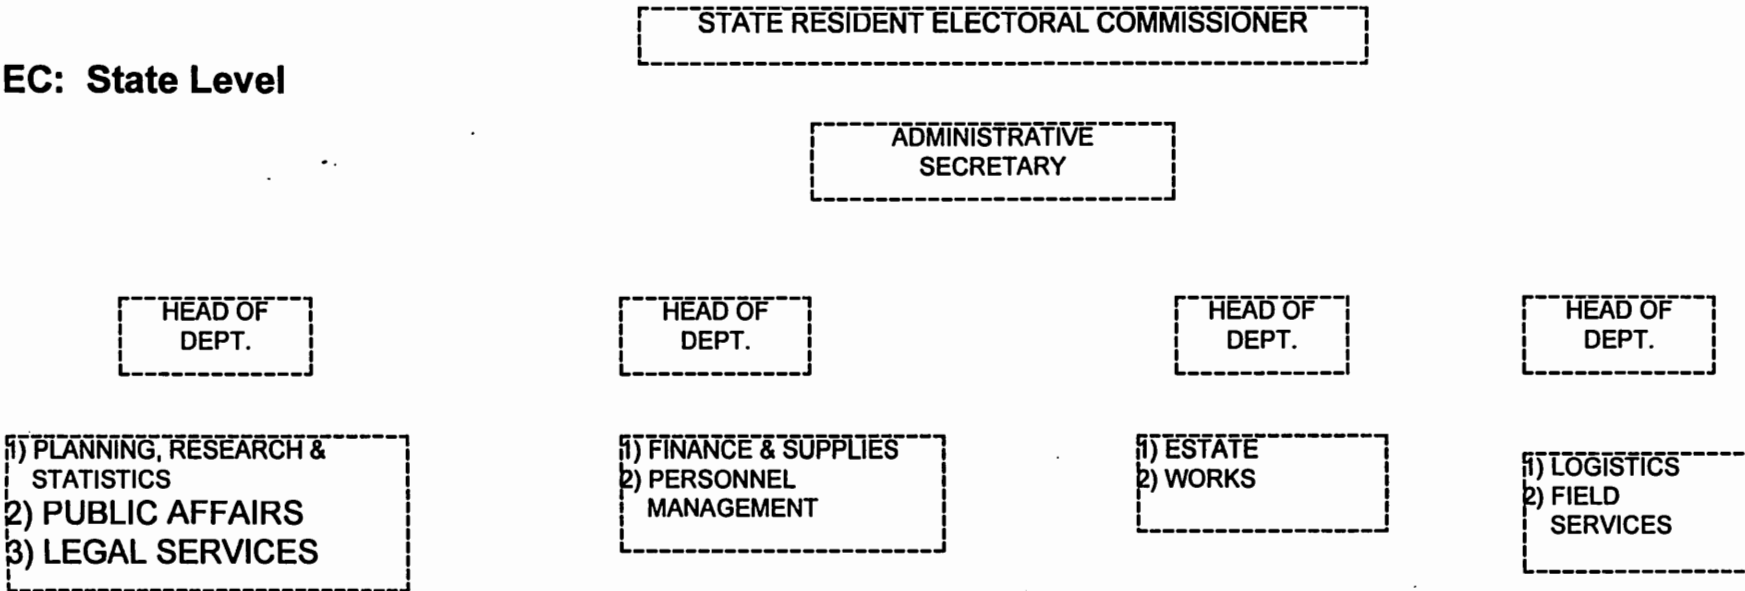 STATE RESIDENT ELECTORAL COMMISSIONER
EC: State Level
ADMINISTRATIVE
SECRETARY
HEAD OF
DEPT.
HEAD OF
DEPT.
HEAD OF
DEPT.
HEAD OF
DEPT.
1) PLANNING, RESEARCH &
STATISTICS
2) PUBLIC AFFAIRS
3) LEGAL SERVICES
1) FINANCE & SUPPLIES
2) PERSONNEL
MANAGEMENT
1) ESTATE
2) WORKS
1) LOGISTICS
2) FIELD
SERVICES